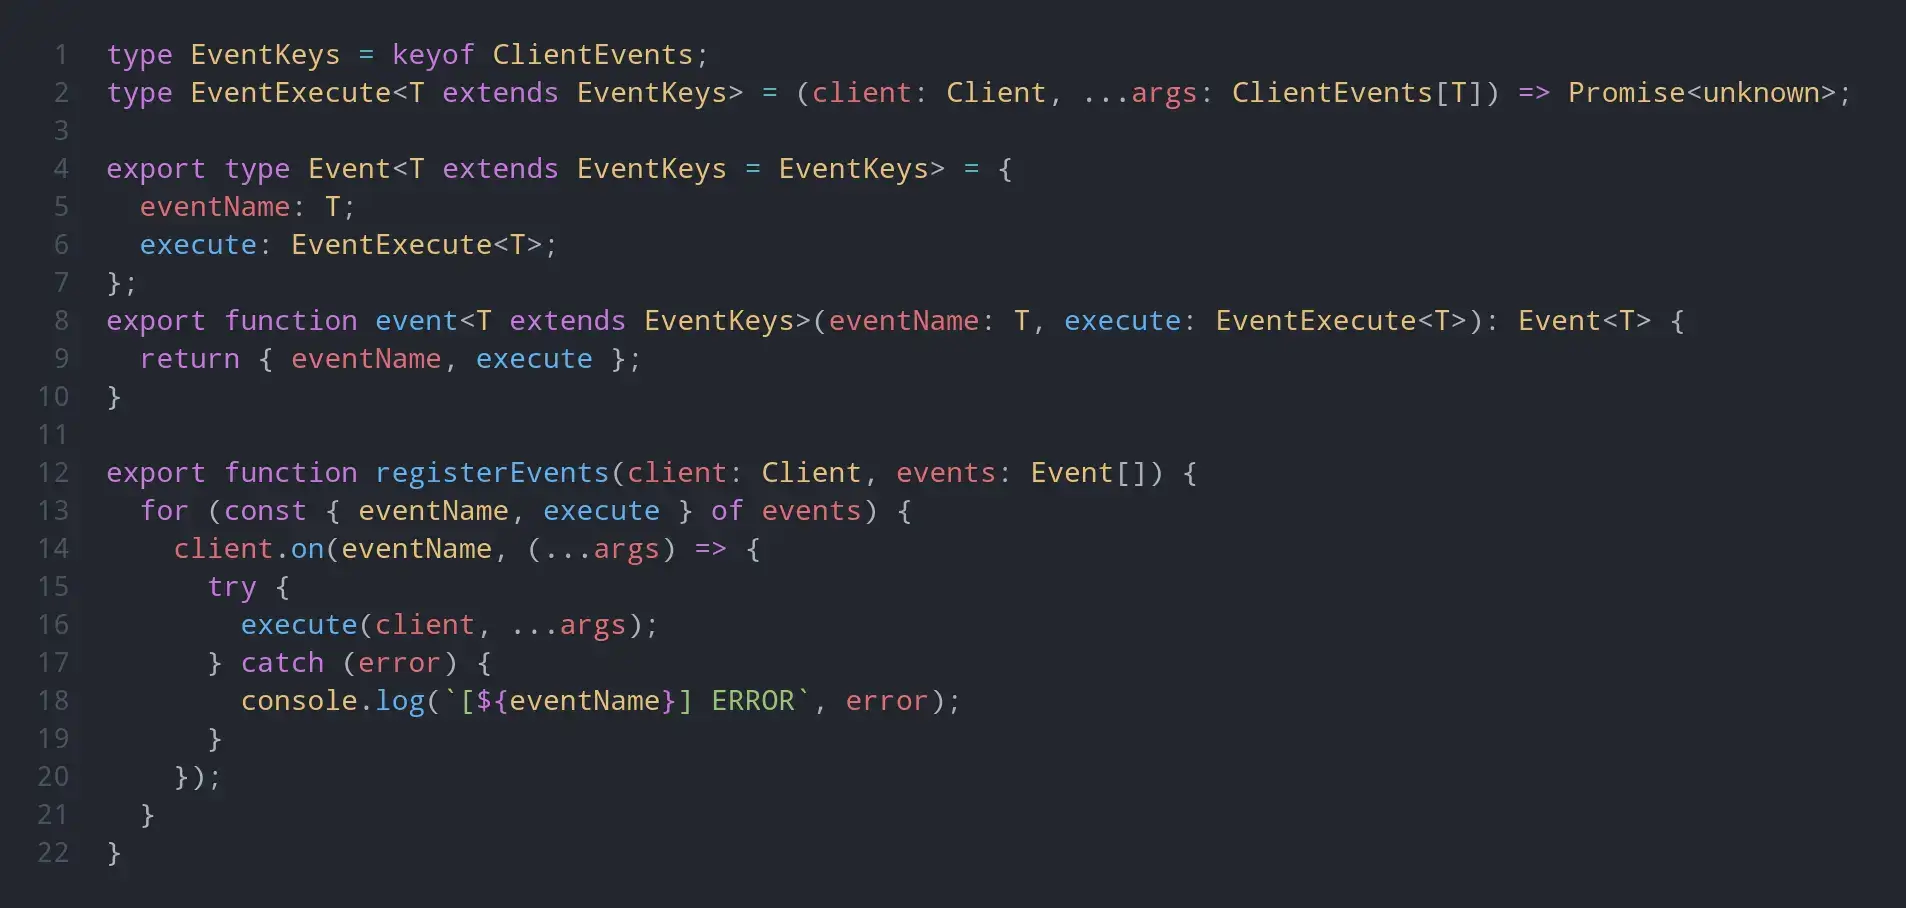 1 type EventKeys = keyof ClientEvents;
2 type EventExecute<T extends EventKeys> = (client: Client, ...args: ClientEvents[T]) => Promise<unknown>;
3
4 export type Event<T extends EventKeys = EventKeys> = {
5   eventName: T;
6   execute: EventExecute<T>;
7 };
8 export function event<T extends EventKeys>(eventName: T, execute: EventExecute<T>): Event<T> {
9   return { eventName, execute };
10 }
11
12 export function registerEvents(client: Client, events: Event[]) {
13   for (const { eventName, execute } of events) {
14     client.on(eventName, (...args) => {
15       try {
16         execute(client, ...args);
17       } catch (error) {
18         console.log(`[${eventName}] ERROR`, error);
19       }
20     });
21   }
22 }